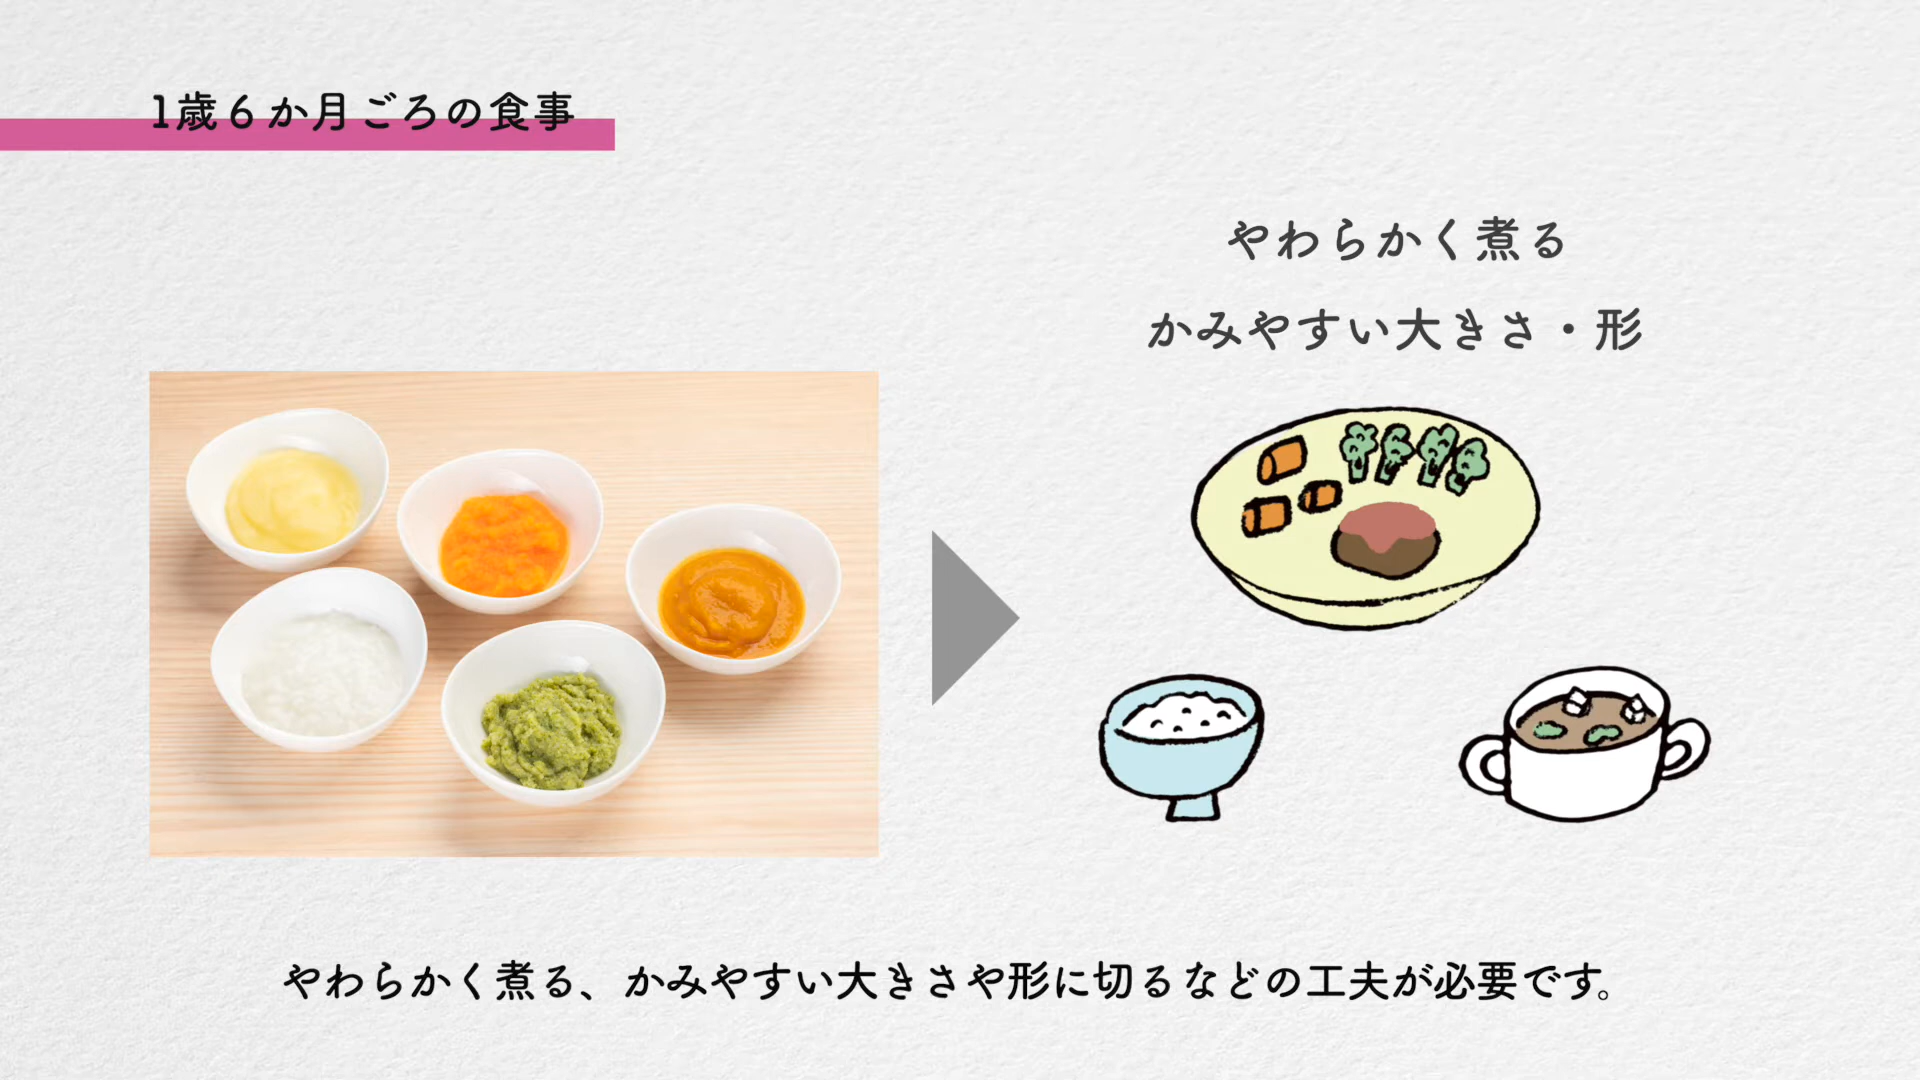 1歳6か月ごろの食事
やわらかく煮る
かみやすい大きさ・形
やわらかく煮る、かみやすい大きさや形に切るなどの工夫が必要です。